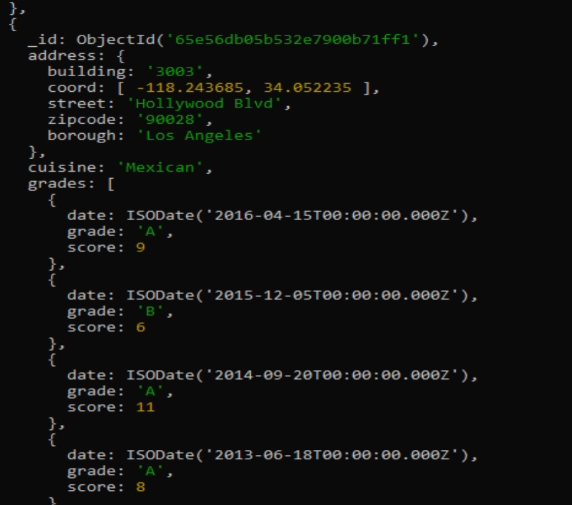 },
{
_id: ObjectId('65e56db05b532e7900b71ff1'),
address: {
building: '3003',
coord: [ -118.243685, 34.052235 ],
street: 'Hollywood Blvd',
zipcode: '90028',
borough: 'Los Angeles'
},
cuisine: 'Mexican',
grades: [
{
date: ISODate('2016-04-15T00:00:00.000Z'),
grade: 'A',
score: 9
},
{
date: ISODate('2015-12-05T00:00:00.000Z'),
grade: 'B',
score: 6
},
{
date: ISODate('2014-09-20T00:00:00.000Z'),
grade: 'A',
score: 11
},
{
date: ISODate('2013-06-18T00:00:00.000Z'),
grade: 'A',
score: 8
}